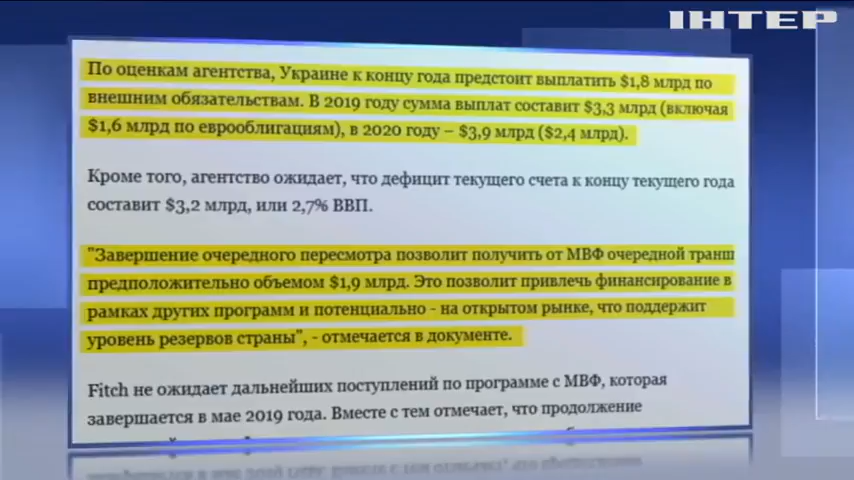 ІНТЕР
По оценкам агентства, Украине к концу года предстоит выплатить $1,8 млрд по
внешним обязательствам. В 2019 году сумма выплат составит $3,3 млрд (включая
$1,6 млрд по еврооблигациям), в 2020 году – $3,9 млрд ($2,4 млрд).
Кроме того, агентство ожидает, что дефицит текущего счета к концу текущего года
составит $3,2 млрд, или 2,7% ВВП.
"Завершение очередного пересмотра позволит получить от МВФ очередной транш
предположительно объемом $1,9 млрд. Это позволит привлечь финансирование в
рамках других программ и потенциально - на открытом рынке, что поддержит
уровень резервов страны", - отмечается в документе.
Fitch не ожидает дальнейших поступлений по программе с МВФ, которая
завершается в мае 2019 года. Вместе с тем отмечает, что продолжение